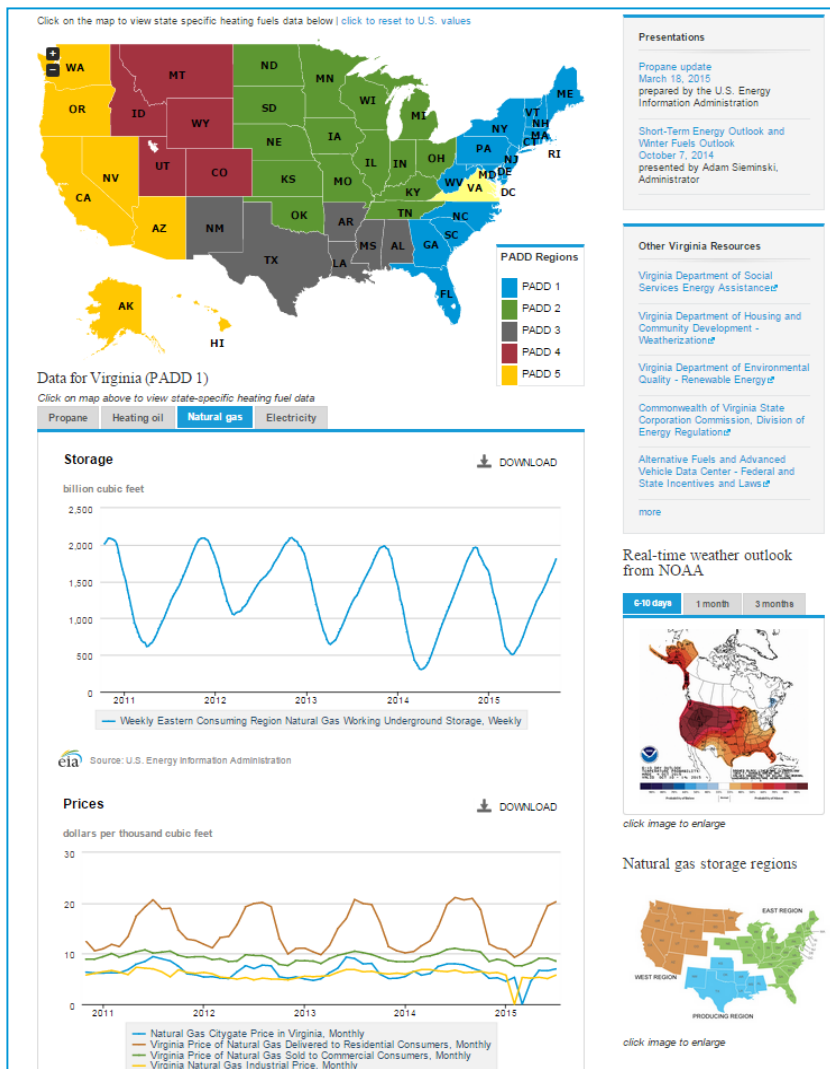 Click on the map to view state specific heating fuels data below | click to reset to U.S. values
+
−
WA
MT
ND
MN
ME
OR
ID
SD
WI
VT
NH
WY
MI
NY
MA
CT
RI
IA
NE
PA
NJ
NV
UT
CO
IL
IN
OH
MD
DE
WV
VA
DC
CA
KS
MO
KY
AZ
NM
OK
TN
NC
AR
SC
MS
AL
GA
TX
LA
FL
AK
HI
PADD Regions
PADD 1
PADD 2
PADD 3
PADD 4
PADD 5
Data for Virginia (PADD 1)
Click on map above to view state-specific heating fuel data
Propane
Heating oil
Natural gas
Electricity
Storage
DOWNLOAD
billion cubic feet
2,500
2,000
1,500
1,000
500
0
2011
2012
2013
2014
2015
Weekly Eastern Consuming Region Natural Gas Working Underground Storage, Weekly
eia
Source: U.S. Energy Information Administration
Prices
DOWNLOAD
dollars per thousand cubic feet
30
20
10
0
2011
2012
2013
2014
2015
Natural Gas Citygate Price in Virginia, Monthly
Virginia Price of Natural Gas Delivered to Residential Consumers, Monthly
Virginia Price of Natural Gas Sold to Commercial Consumers, Monthly
Virginia Natural Gas Industrial Price, Monthly
Presentations
Propane update
March 18, 2015
prepared by the U.S. Energy
Information Administration
Short-Term Energy Outlook and
Winter Fuels Outlook
October 7, 2014
presented by Adam Sieminski,
Administrator
Other Virginia Resources
Virginia Department of Social
Services Energy Assistance
Virginia Department of Housing and
Community Development -
Weatherization
Virginia Department of Environmental
Quality - Renewable Energy
Commonwealth of Virginia State
Corporation Commission, Division of
Energy Regulation
Alternative Fuels and Advanced
Vehicle Data Center - Federal and
State Incentives and Laws
more
Real-time weather outlook
from NOAA
6-10 days
1 month
3 months
click image to enlarge
Natural gas storage regions
EAST REGION
WEST REGION
PRODUCING REGION
click image to enlarge